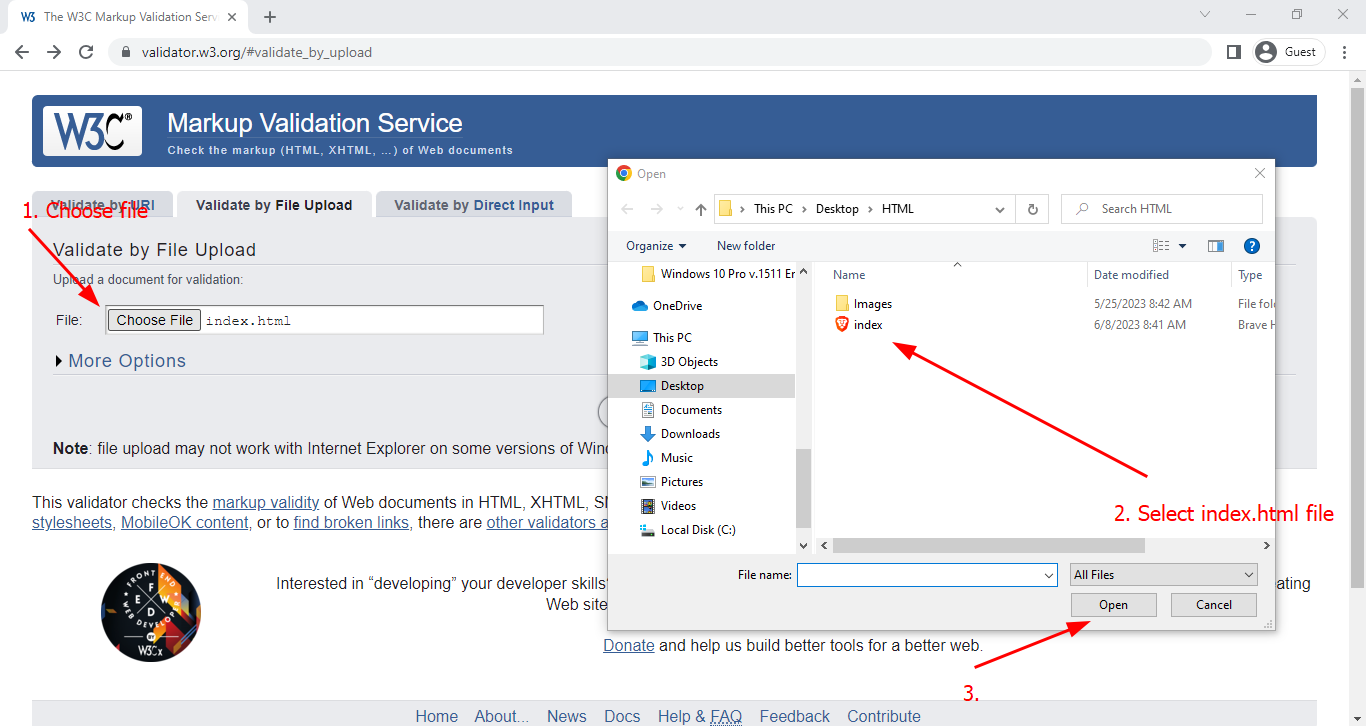 W3 The W3C Markup Validation Serv
validator.w3.org/#validate_by_upload
Guest
W3C®
Markup Validation Service
Check the markup (HTML, XHTML, …) of Web documents
Validate by URI
Validate by File Upload
Validate by Direct Input
1. Choose file
Validate by File Upload
Upload a document for validation:
File:
Choose File
index.html
More Options
Note: file upload may not work with Internet Explorer on some versions of Wind
This validator checks the markup validity of Web documents in HTML, XHTML, SM
stylesheets, MobileOK content, or to find broken links, there are other validators a
FRONT END
WEB DEVELOPER
F E W D
BY
W3Cx
Interested in “developing” your developer skills
ating
Web site
Donate and help us build better tools for a better web.
Home About... News Docs Help & FAQ Feedback Contribute
Open
This PC
Desktop
HTML
Search HTML
Organize
New folder
?
Windows 10 Pro v.1511 En
OneDrive
This PC
3D Objects
Desktop
Documents
Downloads
Music
Pictures
Videos
Local Disk (C:)
Name Date modified Type
Images 5/25/2023 8:42 AM File fol
index 6/8/2023 8:41 AM Brave H
2. Select index.html file
File name:
All Files
Open
Cancel
3.